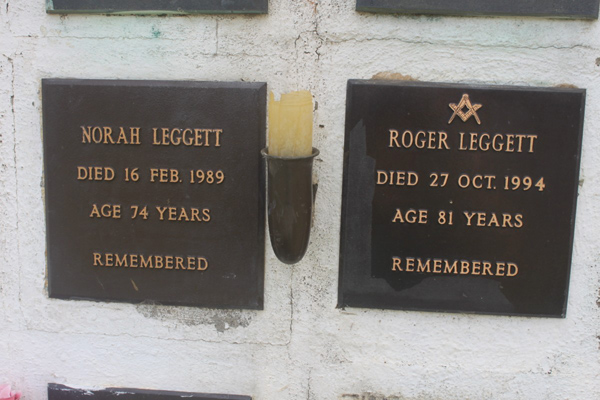 NORAH LEGGETT
DIED 16 FEB. 1989
AGE 74 YEARS
REMEMBERED
ROGER LEGGETT
DIED 27 OCT. 1994
AGE 81 YEARS
REMEMBERED